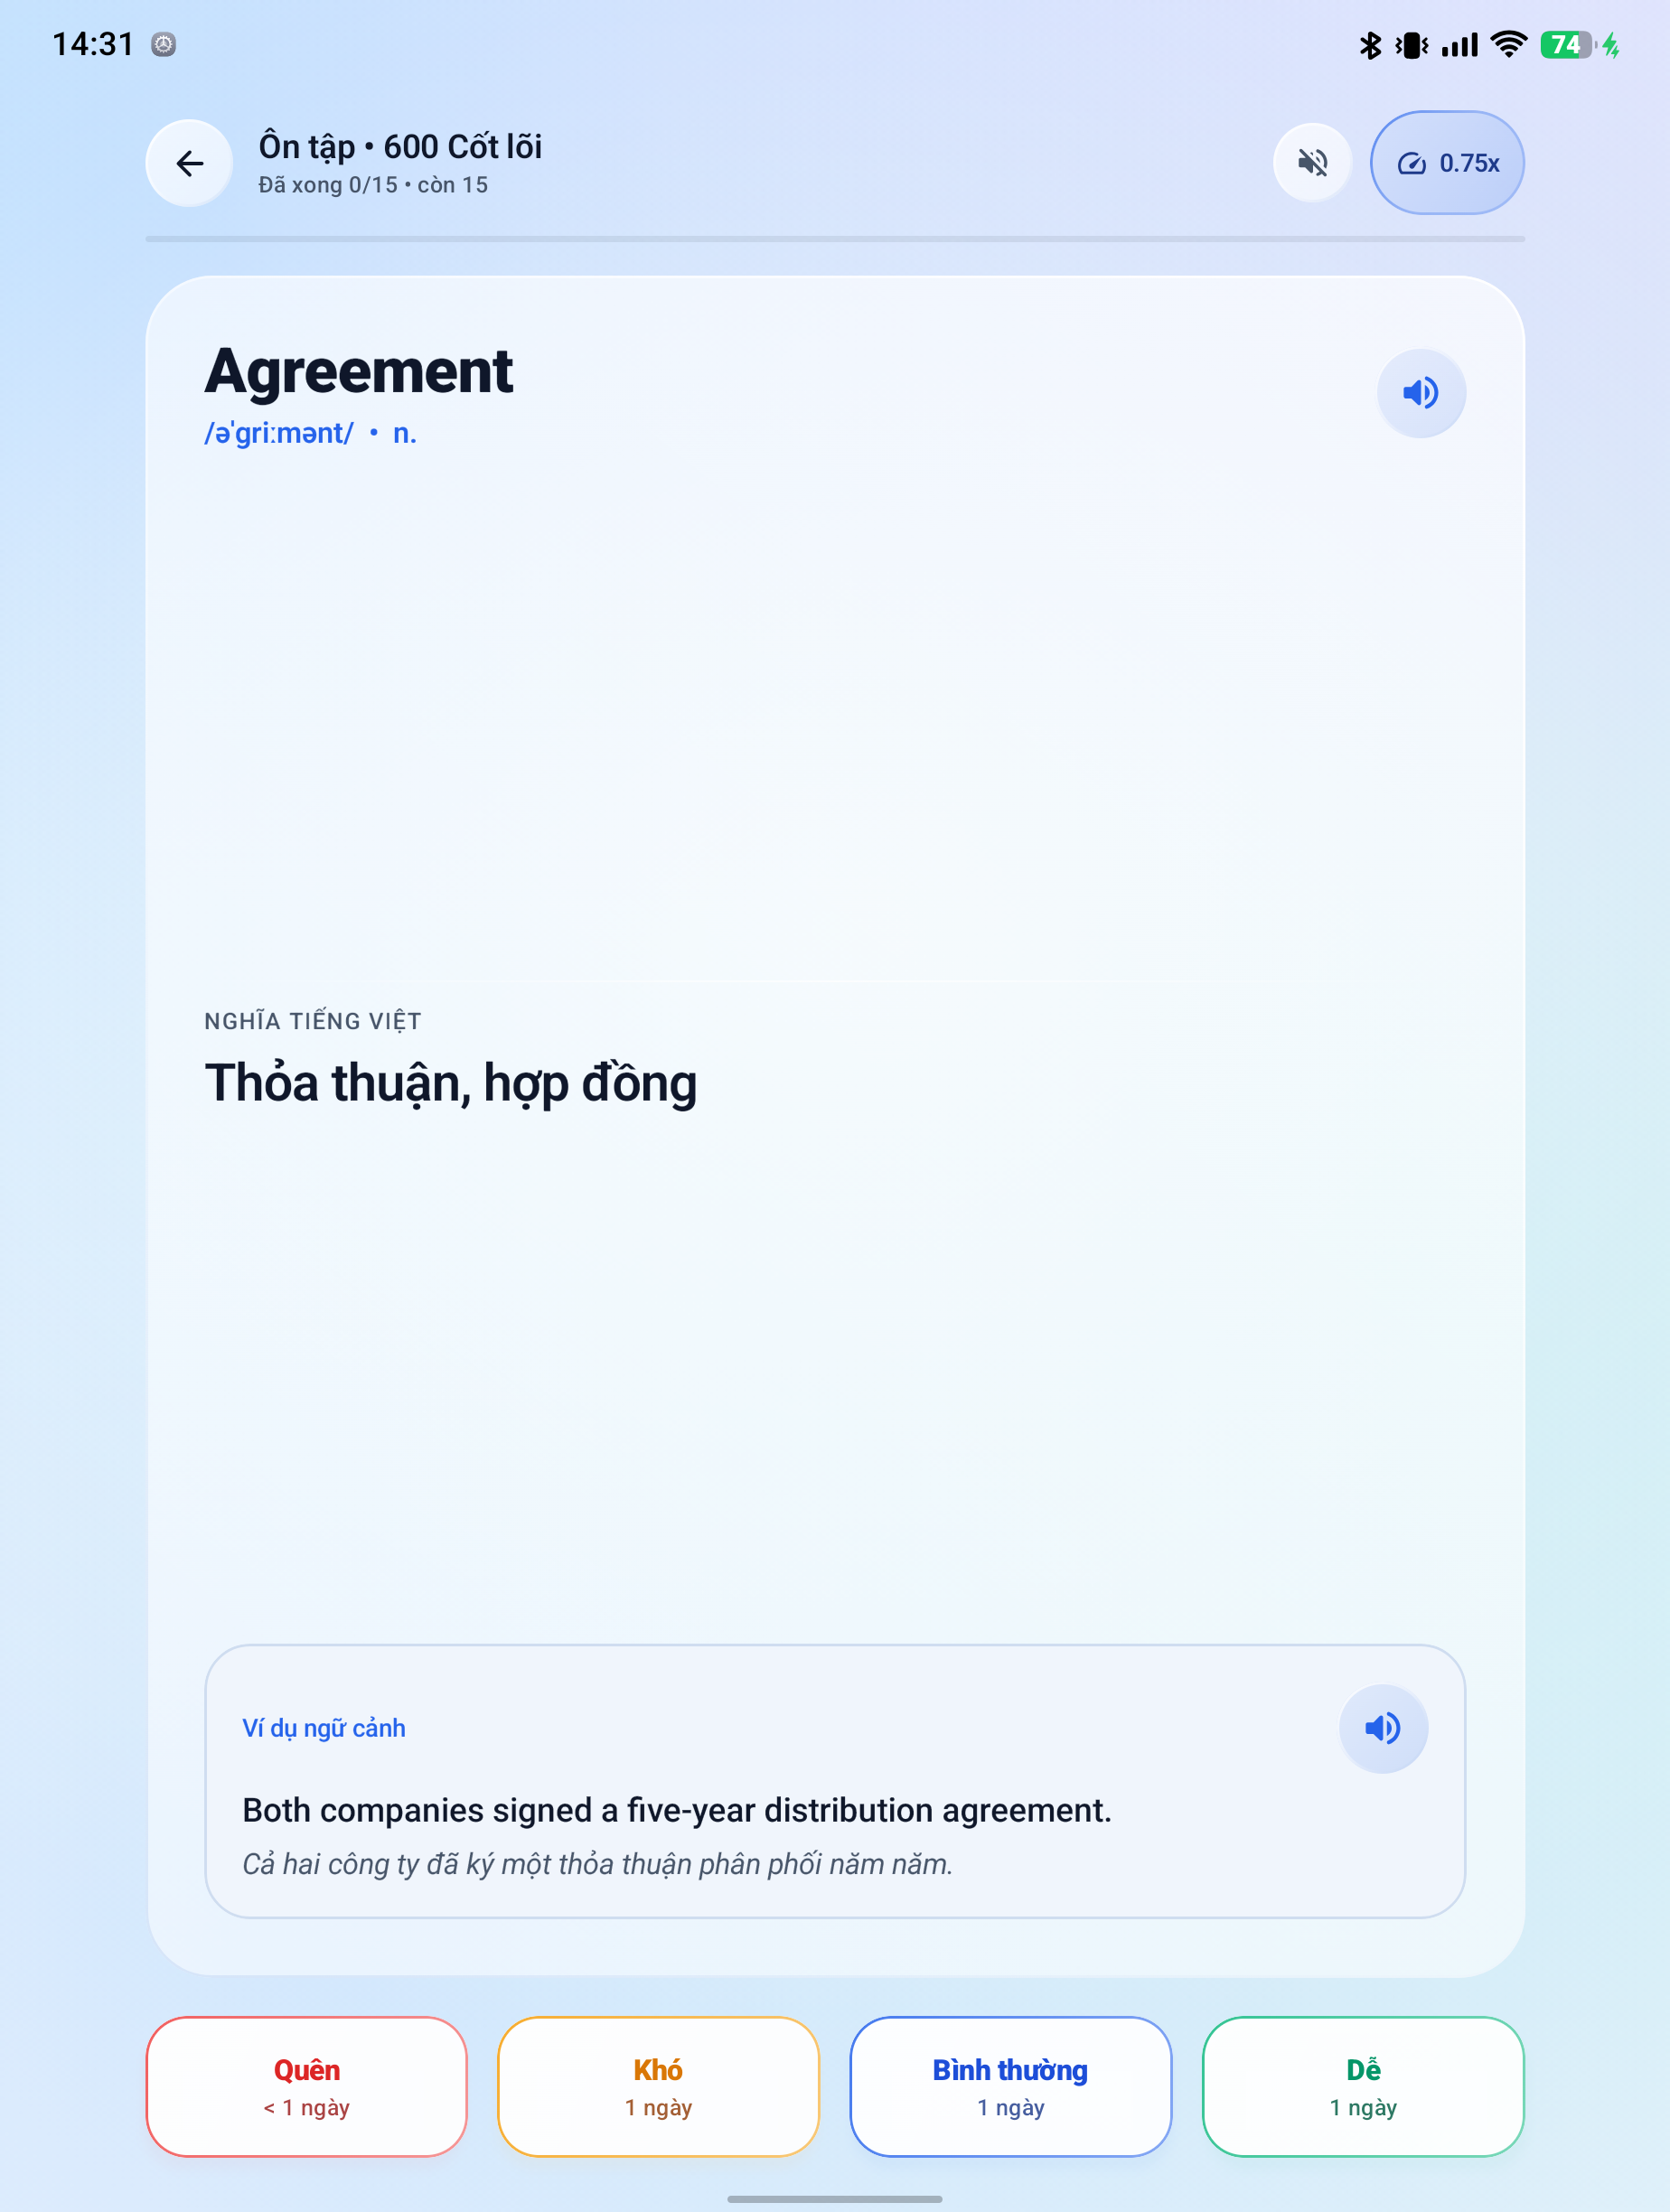 14:31
74
Ôn tập • 600 Cốt lõi
Đã xong 0/15 • còn 15
0.75x
Agreement
/əˈɡriːmənt/ • n.
NGHĨA TIẾNG VIỆT
Thỏa thuận, hợp đồng
Ví dụ ngữ cảnh
Both companies signed a five-year distribution agreement.
Cả hai công ty đã ký một thỏa thuận phân phối năm năm.
Quên
< 1 ngày
Khó
1 ngày
Bình thường
1 ngày
Dễ
1 ngày